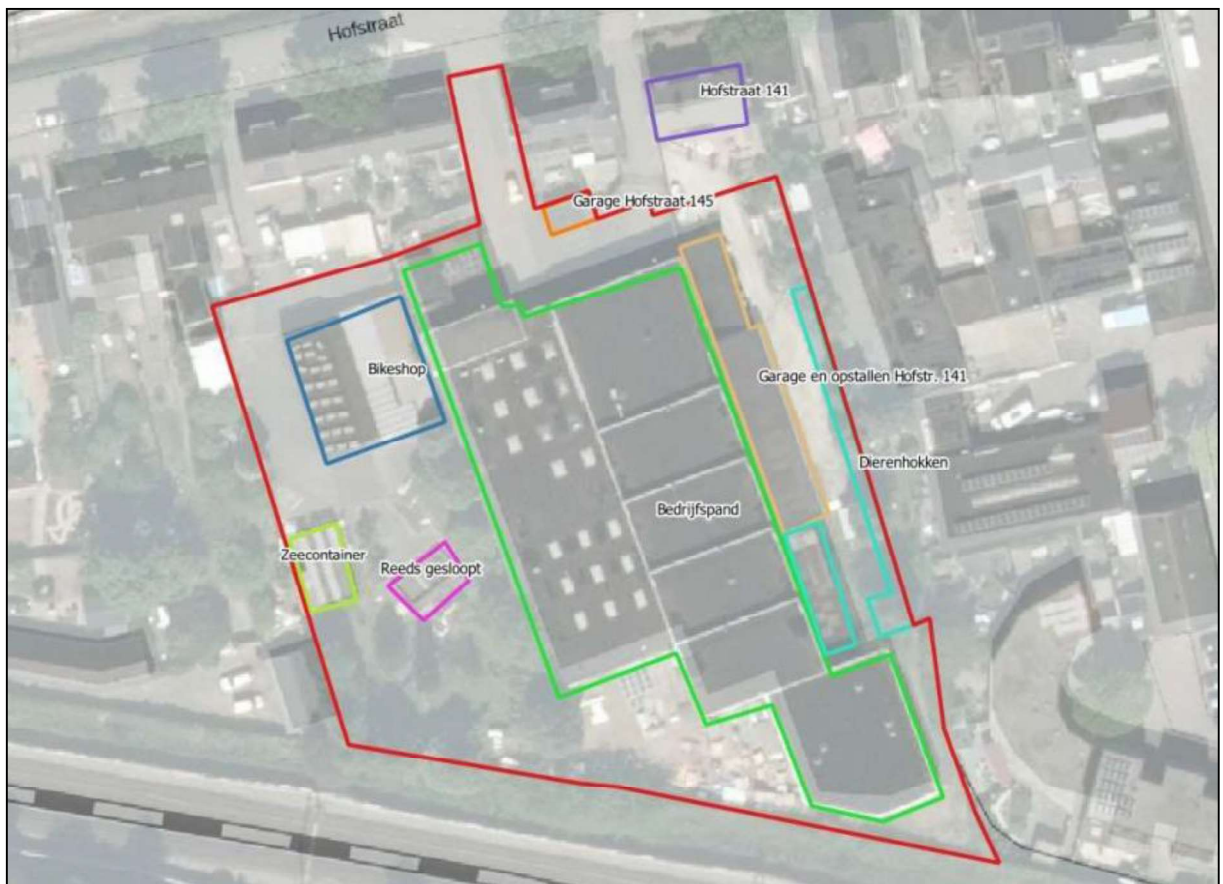 Hofstraat
Hofstraat 141
Garage Hofstraat 145
Bikeshop
Garage en opstallen Hofstr. 141
Dierenhokken
Bedrijfspand
Zeecontainer
Reeds gesloopt